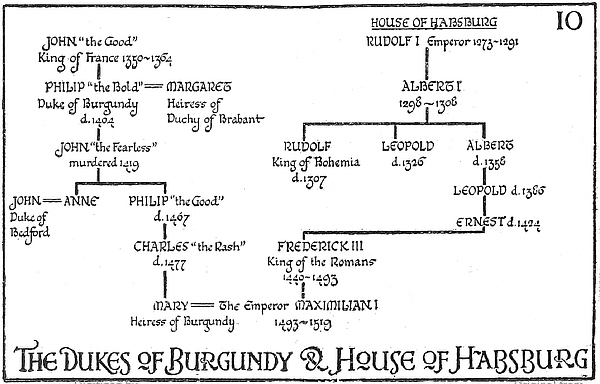 10
JOHN "the Good"
King of France 1350~1364
PHILIP "the Bold" = MARGARET
Duke of Burgundy Heiress of
d.1404 Duchy of Brabant
JOHN "the Fearless"
murdered 1419
JOHN = ANNE PHILIP "the Good"
Duke of d.1467
Bedford
CHARLES "the Rash"
d.1477
MARY = The Emperor MAXIMILIAN I
Heiress of Burgundy 1493~1519
HOUSE OF HABSBURG
RUDOLF I Emperor 1273~1291
ALBERT I
1298~1308
RUDOLF LEOPOLD ALBERT
King of Bohemia d.1326 d.1358
d.1307
LEOPOLD d.1386
ERNEST d.1424
FREDERICK III
King of the Romans
1440~1493
THE DUKES OF BURGUNDY & HOUSE OF HABSBURG